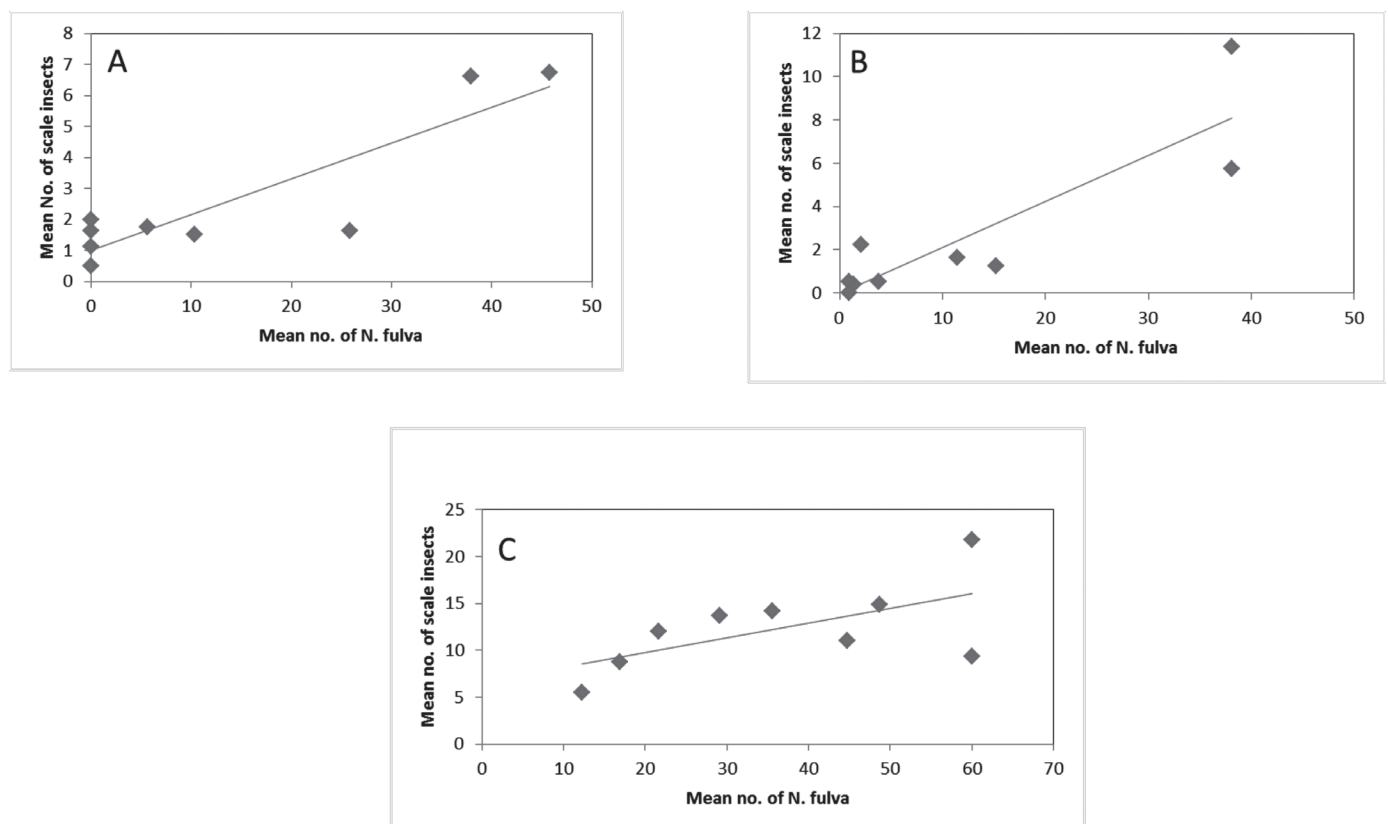 A
Mean No. of scale insects
8
7
6
5
4
3
2
1
0
0 10 20 30 40 50
Mean no. of N. fulva
B
Mean no. of scale insects
12
10
8
6
4
2
0
0 10 20 30 40 50
Mean no. of N. fulva
C
Mean no. of scale insects
25
20
15
10
5
0
0 10 20 30 40 50 60 70
Mean no. of N. fulva